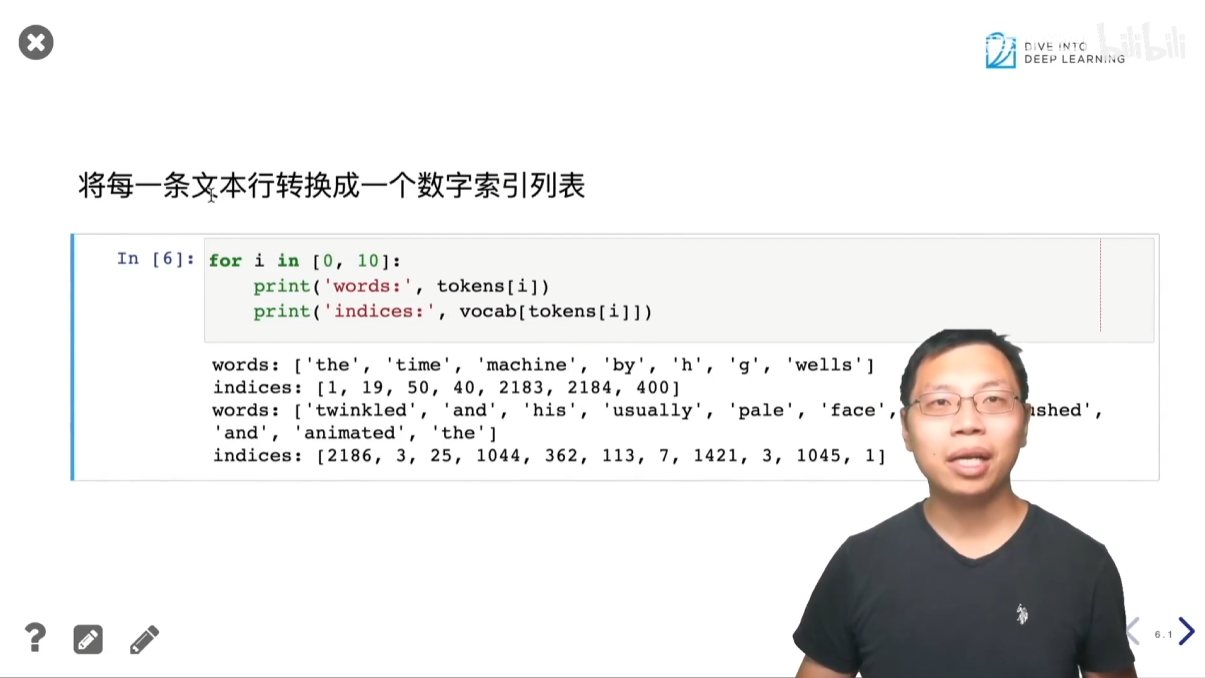 bilibili
DIVE INTO
DEEP LEARNING
将每一条文本行转换成一个数字索引列表
In [6]: for i in [0, 10]:
print('words:', tokens[i])
print('indices:', vocab[tokens[i]])
words: ['the', 'time', 'machine', 'by', 'h', 'g', 'wells']
indices: [1, 19, 50, 40, 2183, 2184, 400]
words: ['twinkled', 'and', 'his', 'usually', 'pale', 'face',
'and', 'animated', 'the']
indices: [2186, 3, 25, 1044, 362, 113, 7, 1421, 3, 1045, 1]
?
6.1